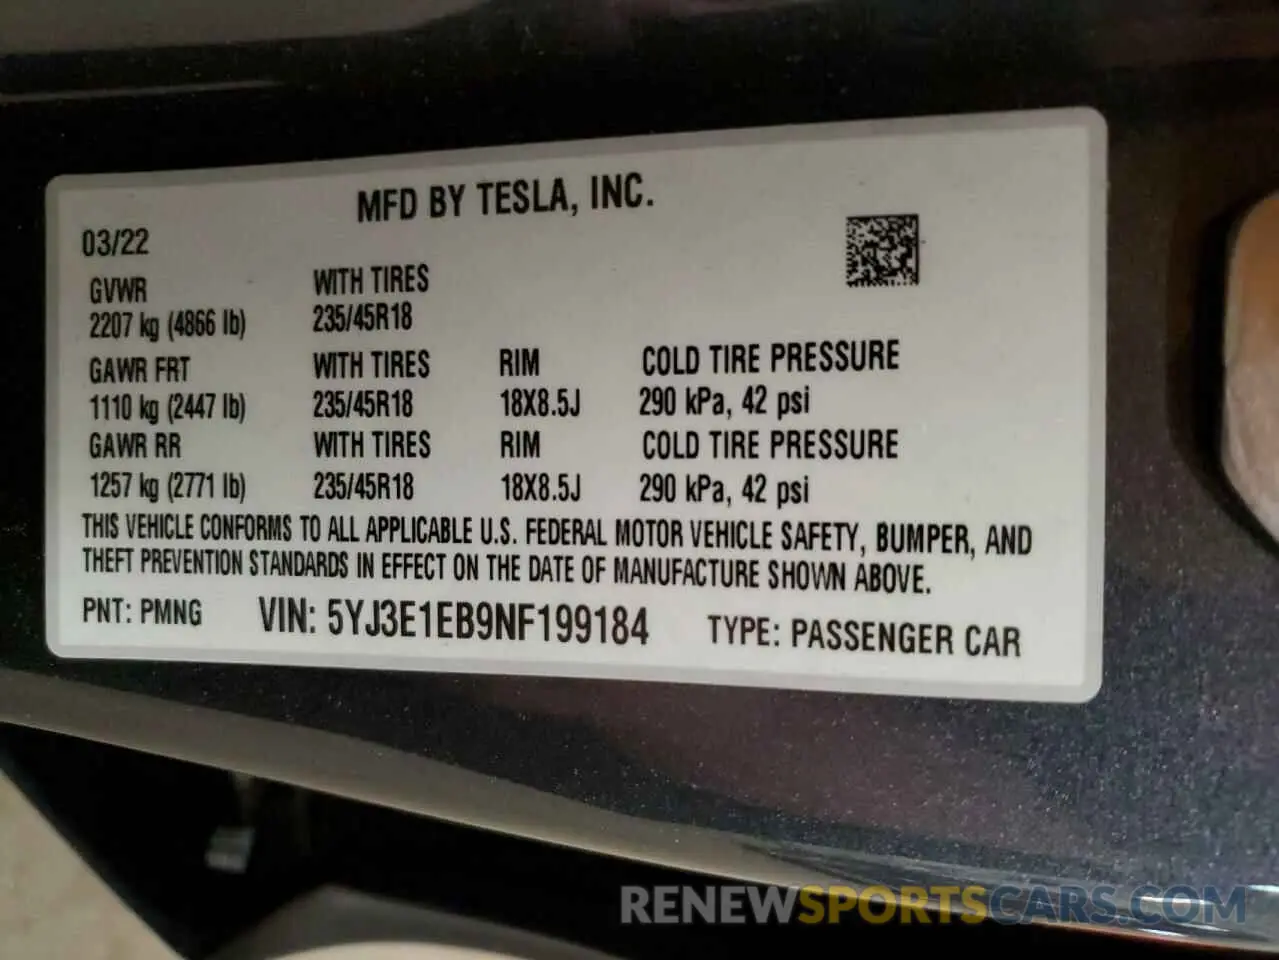 MFD BY TESLA, INC.
03/22
GVWR WITH TIRES
2207 kg (4866 lb) 235/45R18
GAWR FRT WITH TIRES RIM COLD TIRE PRESSURE
1110 kg (2447 lb) 235/45R18 18X8.5J 290 kPa, 42 psi
GAWR RR WITH TIRES RIM COLD TIRE PRESSURE
1257 kg (2771 lb) 235/45R18 18X8.5J 290 kPa, 42 psi
THIS VEHICLE CONFORMS TO ALL APPLICABLE U.S. FEDERAL MOTOR VEHICLE SAFETY, BUMPER, AND
THEFT PREVENTION STANDARDS IN EFFECT ON THE DATE OF MANUFACTURE SHOWN ABOVE.
PNT: PMNG VIN: 5YJ3E1EB9NF199184 TYPE: PASSENGER CAR
RENEWSPORTSCARS.COM